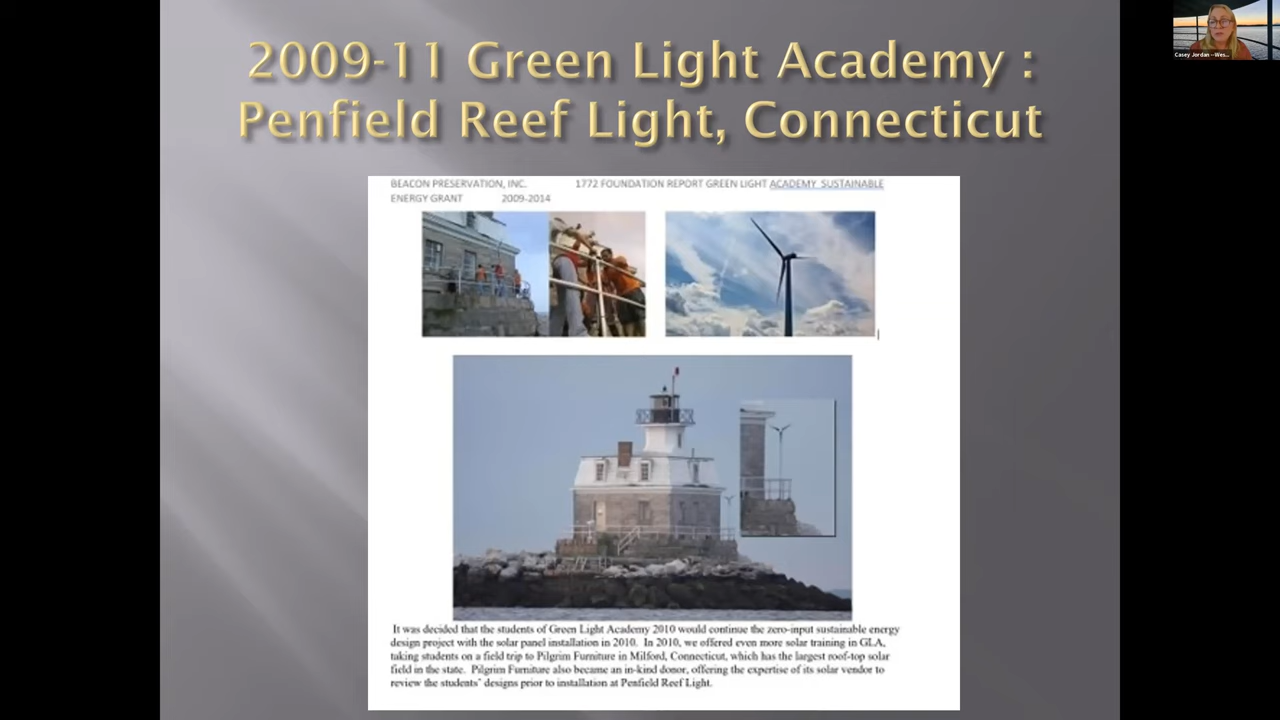 2009-11 Green Light Academy :
Penfield Reef Light, Connecticut
Casey Jordan --Wes...
BEACON PRESERVATION, INC. 1772 FOUNDATION REPORT GREEN LIGHT ACADEMY SUSTAINABLE
ENERGY GRANT 2009-2014
It was decided that the students of Green Light Academy 2010 would continue the zero-input sustainable energy
design project with the solar panel installation in 2010. In 2010, we offered even more solar training in GLA,
taking students on a field trip to Pilgrim Furniture in Milford, Connecticut, which has the largest roof-top solar
field in the state. Pilgrim Furniture also became an in-kind donor, offering the expertise of its solar vendor to
review the students' designs prior to installation at Penfield Reef Light.